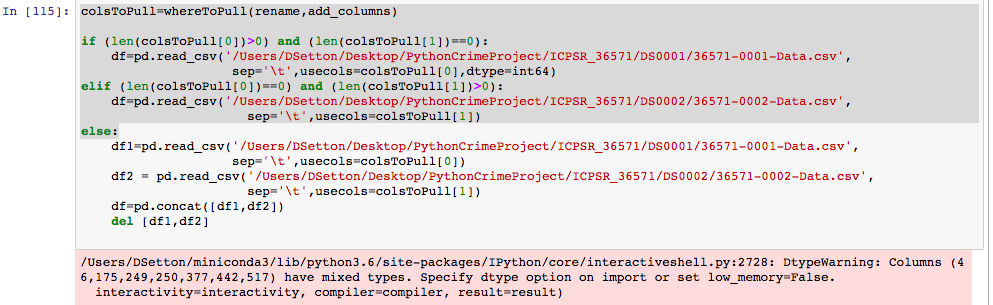 In [115]: colsToPull=whereToPull(rename,add_columns)
if (len(colsToPull[0])>0) and (len(colsToPull[1])==0):
    df=pd.read_csv('/Users/DSetton/Desktop/PythonCrimeProject/ICPSR_36571/DS0001/36571-0001-Data.csv',
                   sep='\t',usecols=colsToPull[0],dtype=int64)
elif (len(colsToPull[0])==0) and (len(colsToPull[1])>0):
    df=pd.read_csv('/Users/DSetton/Desktop/PythonCrimeProject/ICPSR_36571/DS0002/36571-0002-Data.csv',
                     sep='\t',usecols=colsToPull[1])
else:
    df1=pd.read_csv('/Users/DSetton/Desktop/PythonCrimeProject/ICPSR_36571/DS0001/36571-0001-Data.csv',
                   sep='\t',usecols=colsToPull[0])
    df2 = pd.read_csv('/Users/DSetton/Desktop/PythonCrimeProject/ICPSR_36571/DS0002/36571-0002-Data.csv',
                     sep='\t',usecols=colsToPull[1])
    df=pd.concat([df1,df2])
    del [df1,df2]
/Users/DSetton/miniconda3/lib/python3.6/site-packages/IPython/core/interactiveshell.py:2728: DtypeWarning: Columns (4
6,175,249,250,377,442,517) have mixed types. Specify dtype option on import or set low_memory=False.
  interactivity=interactivity, compiler=compiler, result=result)